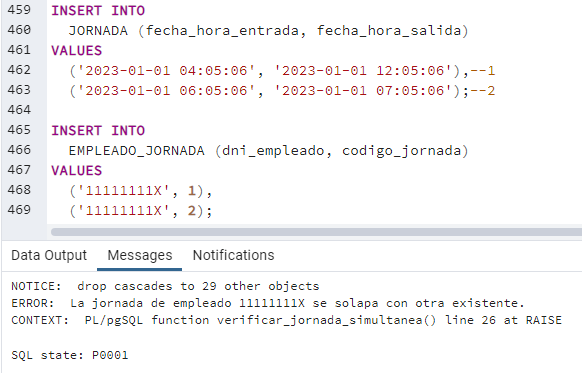 459 INSERT INTO
460 JORNADA (fecha_hora_entrada, fecha_hora_salida)
461 VALUES
462 ('2023-01-01 04:05:06', '2023-01-01 12:05:06'),--1
463 ('2023-01-01 06:05:06', '2023-01-01 07:05:06');--2
464
465 INSERT INTO
466 EMPLEADO_JORNADA (dni_empleado, codigo_jornada)
467 VALUES
468 ('11111111X', 1),
469 ('11111111X', 2);
Data Output Messages Notifications
NOTICE: drop cascades to 29 other objects
ERROR: La jornada de empleado 11111111X se solapa con otra existente.
CONTEXT: PL/pgSQL function verificar_jornada_simultanea() line 26 at RAISE
SQL state: P0001